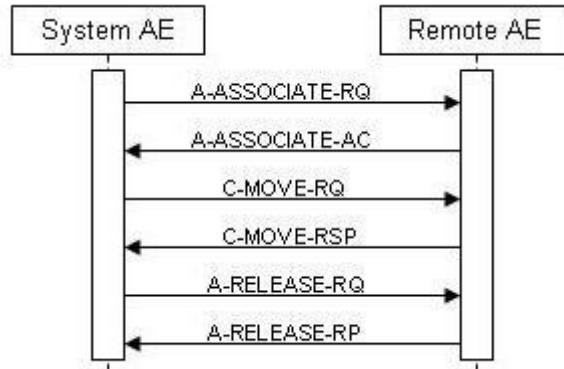 System AE
Remote AE
A-ASSOCIATE-RQ
A-ASSOCIATE-AC
C-MOVE-RQ
C-MOVE-RSP
A-RELEASE-RQ
A-RELEASE-RP